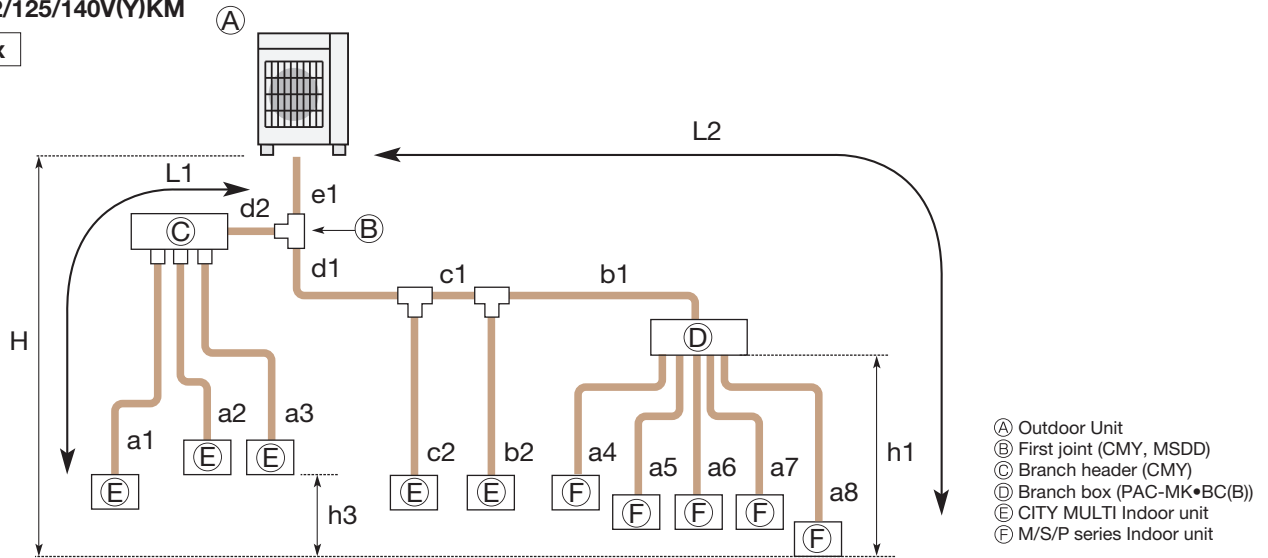 2/125/140V(Y)KM
Ⓐ
L2
L1
e1
d2
Ⓒ
Ⓑ
d1
c1
b1
H
Ⓓ
a1
a2
a3
c2
b2
a4
a5
a6
a7
a8
h1
Ⓔ
Ⓔ
Ⓔ
Ⓔ
Ⓔ
Ⓕ
Ⓕ
Ⓕ
Ⓕ
Ⓕ
h3
Ⓐ Outdoor Unit
Ⓑ First joint (CMY, MSDD)
Ⓒ Branch header (CMY)
Ⓓ Branch box (PAC-MK•BC(B))
Ⓔ CITY MULTI Indoor unit
Ⓕ M/S/P series Indoor unit